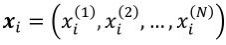 𝒙ᵢ = (xᵢ⁽¹⁾, xᵢ⁽²⁾, …, xᵢ⁽ᴺ⁾)